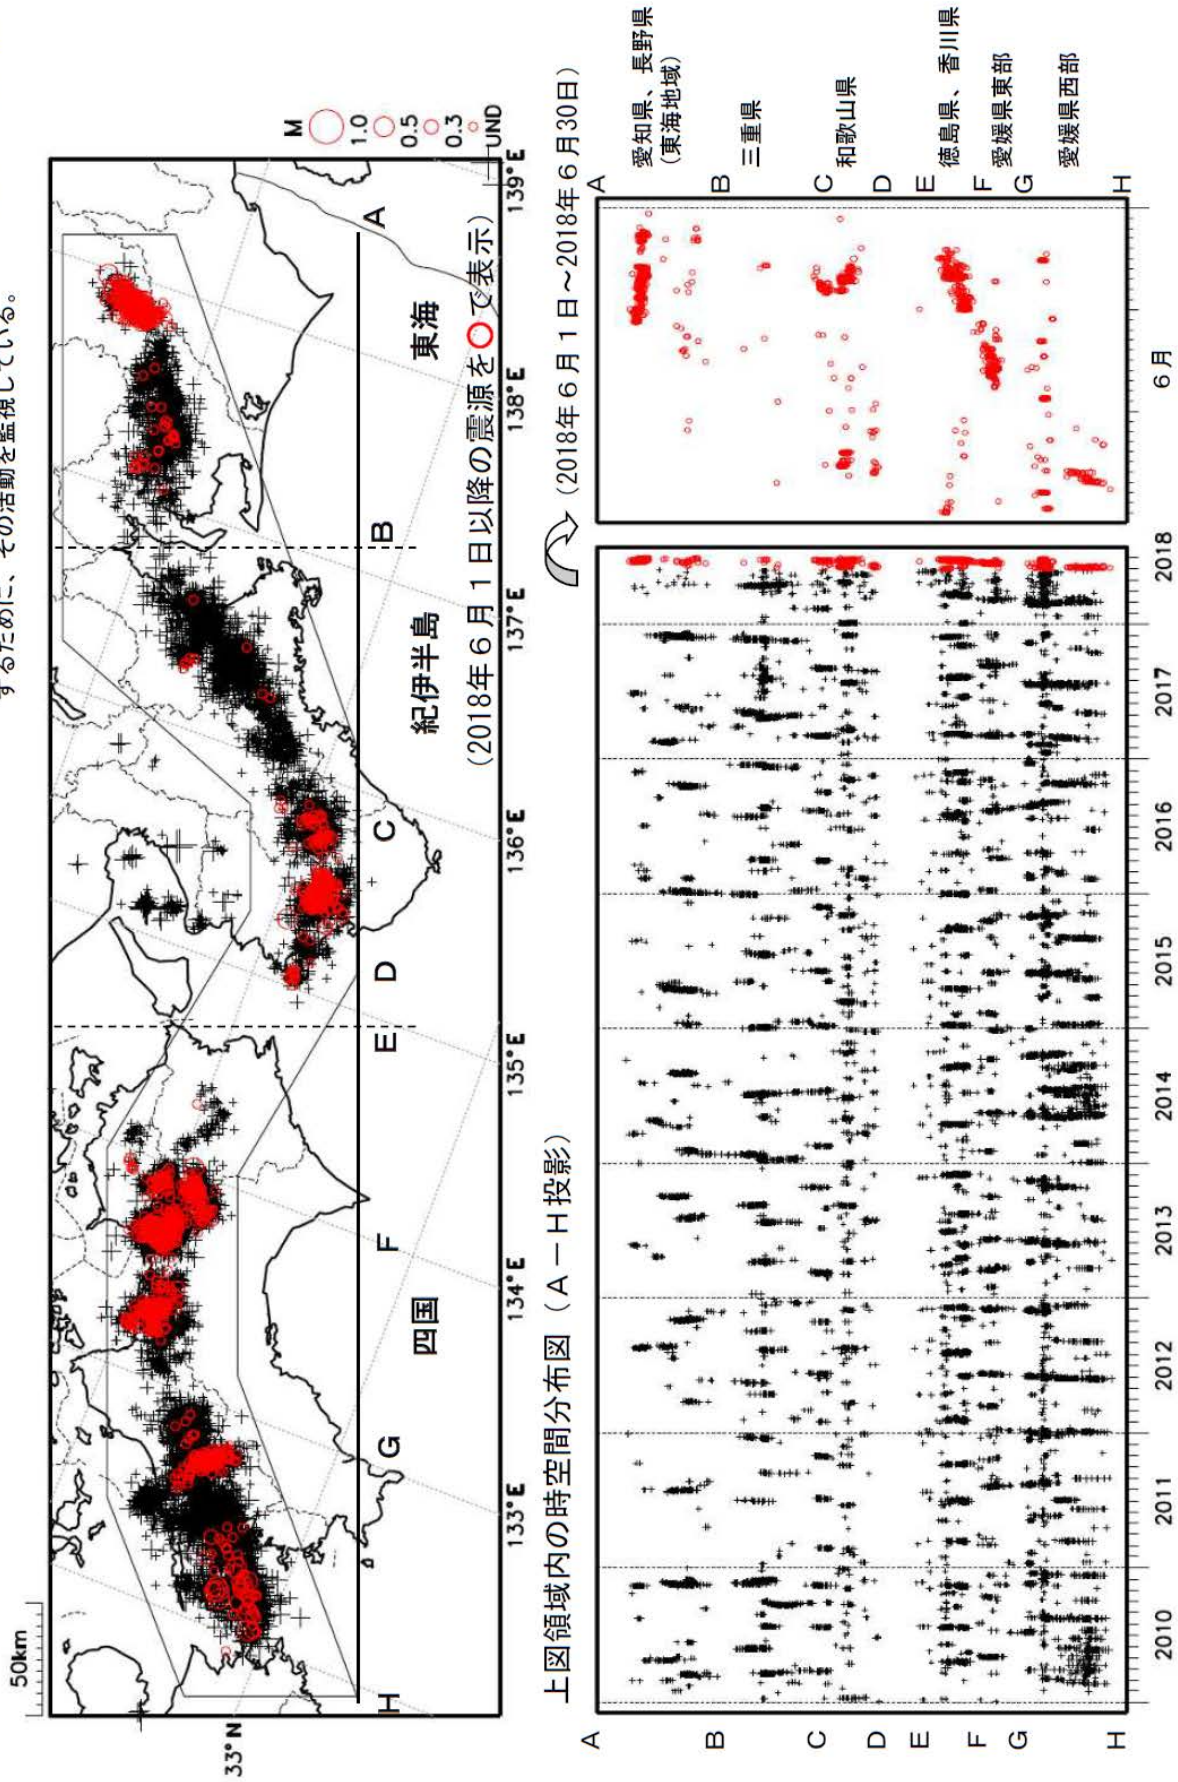 するために、その活動を監視している。
50km
33°N
133°E
134°E
135°E
136°E
137°E
138°E
139°E
H
G
F
E
D
C
B
A
四国
紀伊半島
東海
M
1.0
0.5
0.3
UND
(2018年6月1日以降の震源を○で表示)
上図領域内の時空間分布図(A-H投影)
(2018年6月1日~2018年6月30日)
A
B
C
D
E
F
G
H
2010
2011
2012
2013
2014
2015
2016
2017
2018
6月
A
B
C
D
E
F
G
H
愛知県、長野県
(東海地域)
三重県
和歌山県
徳島県、香川県
愛媛県東部
愛媛県西部